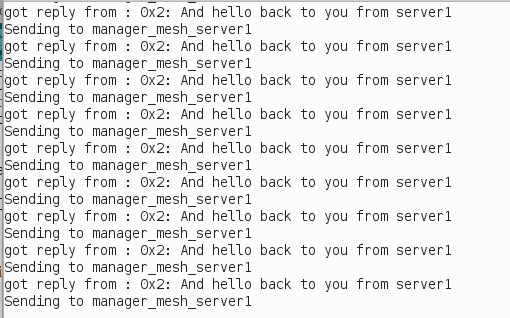 got reply from : 0x2: And hello back to you from server1
Sending to manager_mesh_server1
got reply from : 0x2: And hello back to you from server1
Sending to manager_mesh_server1
got reply from : 0x2: And hello back to you from server1
Sending to manager_mesh_server1
got reply from : 0x2: And hello back to you from server1
Sending to manager_mesh_server1
got reply from : 0x2: And hello back to you from server1
Sending to manager_mesh_server1
got reply from : 0x2: And hello back to you from server1
Sending to manager_mesh_server1
got reply from : 0x2: And hello back to you from server1
Sending to manager_mesh_server1
got reply from : 0x2: And hello back to you from server1
Sending to manager_mesh_server1
got reply from : 0x2: And hello back to you from server1
Sending to manager_mesh_server1